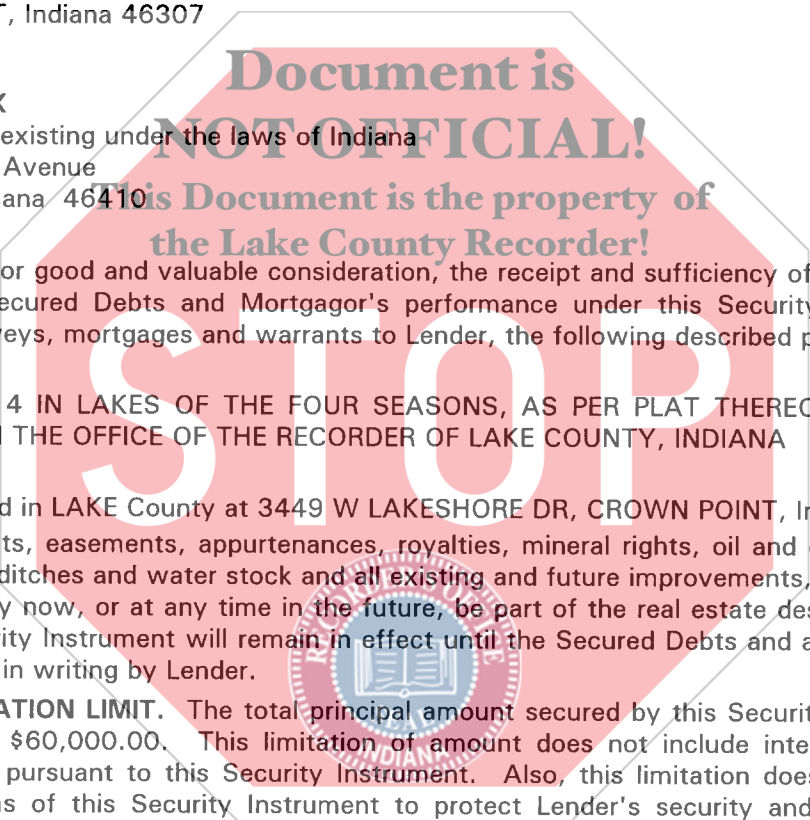 , Indiana 46307
Document is
NOT OFFICIAL!
existing under the laws of Indiana
Avenue
46410
This Document is the property of
the Lake County Recorder!
or good and valuable consideration, the receipt and sufficiency of
ecured Debts and Mortgagor's performance under this Security
veys, mortgages and warrants to Lender, the following described p
4 IN LAKES OF THE FOUR SEASONS, AS PER PLAT THEREO
THE OFFICE OF THE RECORDER OF LAKE COUNTY, INDIANA
STOP
d in LAKE County at 3449 W LAKESHORE DR, CROWN POINT, In
ts, easements, appurtenances, royalties, mineral rights, oil and
ditches and water stock and all existing and future improvements,
y now, or at any time in the future, be part of the real estate des
rity Instrument will remain in effect until the Secured Debts and a
in writing by Lender.
RECORDER'S OFFICE
SEAL
INDIANA
ATION LIMIT. The total principal amount secured by this Securit
$60,000.00. This limitation of amount does not include inte
pursuant to this Security Instrument. Also, this limitation does
ns of this Security Instrument to protect Lender's security and